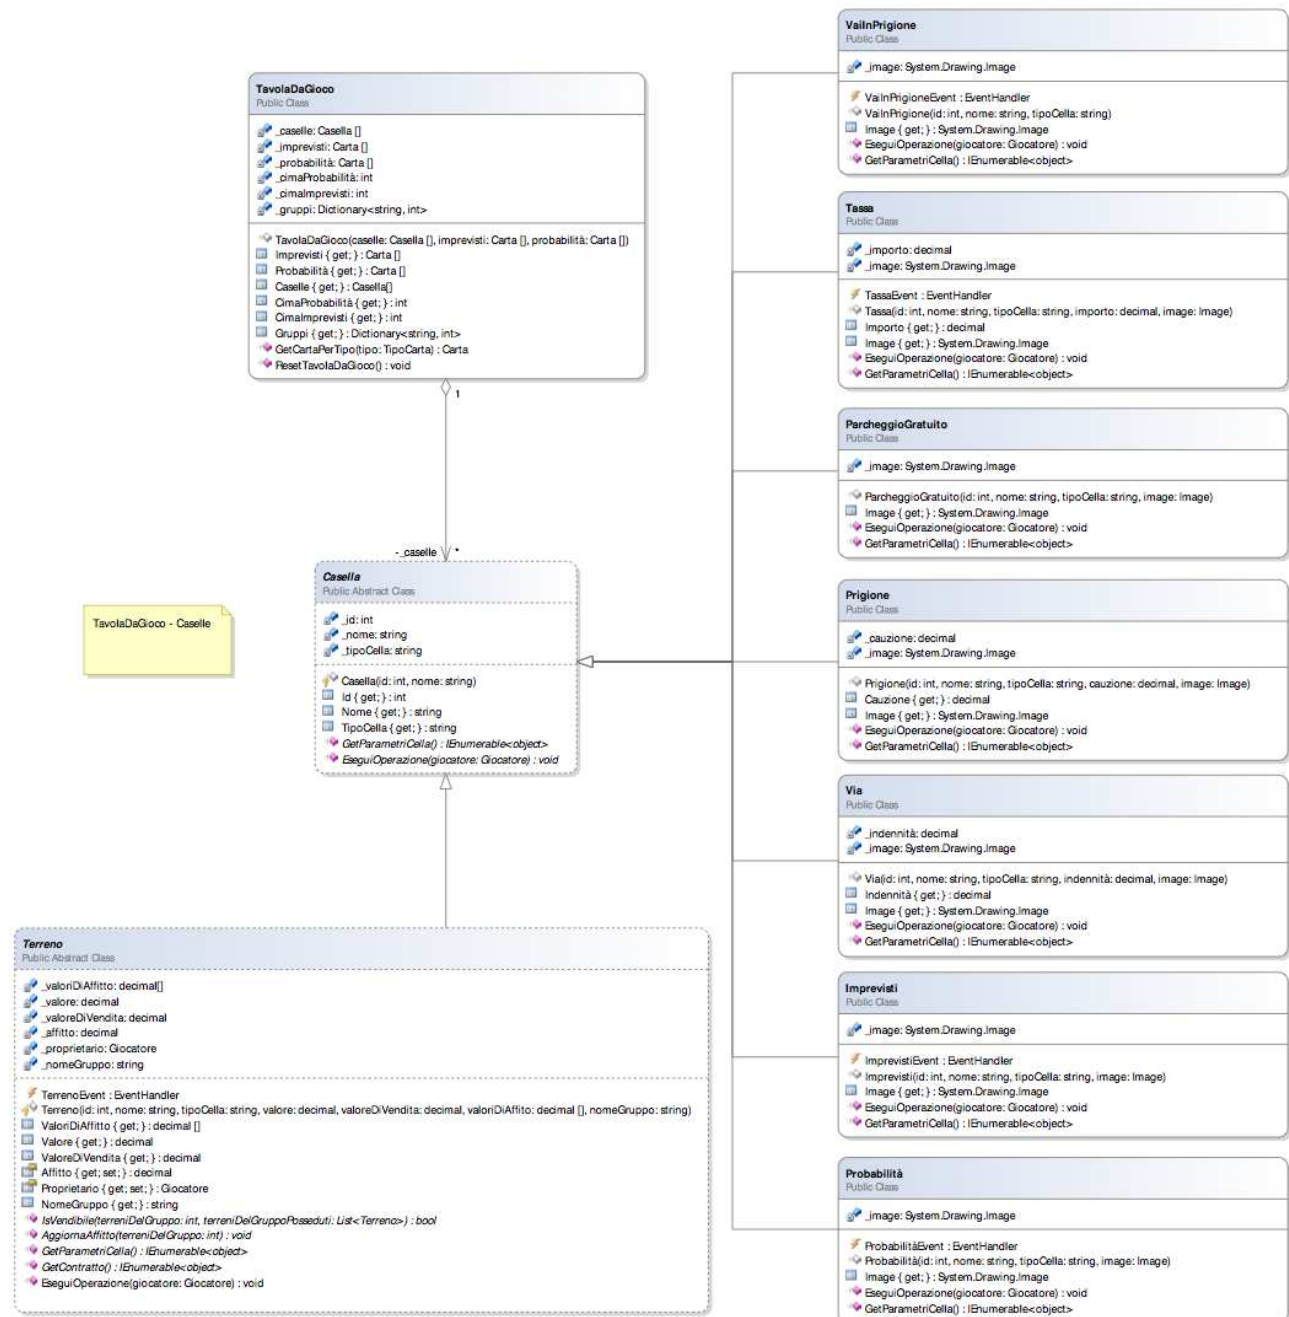 TavolaDaGioco
Public Class
_caselle: Casella []
_imprevisti: Carta []
_probabilità: Carta []
_cimaProbabilità: int
_cimaImprevisti: int
_gruppi: Dictionary<string, int>
TavolaDaGioco(caselle: Casella [], imprevisti: Carta [], probabilità: Carta [])
Imprevisti { get; } : Carta []
Probabilità { get; } : Carta []
Caselle { get; } : Casella[]
CimaProbabilità { get; } : int
CimaImprevisti { get; } : int
Gruppi { get; } : Dictionary<string, int>
GetCartaPerTipo(tipo: TipoCarta) : Carta
ResetTavolaDaGioco() : void
1
- _caselle
*
TavolaDaGioco - Caselle
Casella
Public Abstract Class
_id: int
_nome: string
_tipoCella: string
Casella(id: int, nome: string)
Id { get; } : int
Nome { get; } : string
TipoCella { get; } : string
GetParametriCella() : IEnumerable<object>
EseguiOperazione(giocatore: Giocatore) : void
Terreno
Public Abstract Class
_valoriDiAffitto: decimal[]
_valore: decimal
_valoreDiVendita: decimal
_affitto: decimal
_proprietario: Giocatore
_nomeGruppo: string
TerrenoEvent : EventHandler
Terreno(id: int, nome: string, tipoCella: string, valore: decimal, valoreDiVendita: decimal, valoriDiAffito: decimal [], nomeGruppo: string)
ValoriDiAffitto { get; } : decimal []
Valore { get; } : decimal
ValoreDiVendita { get; } : decimal
Affitto { get; set; } : decimal
Proprietario { get; set; } : Giocatore
NomeGruppo { get; } : string
IsVendibile(terreniDelGruppo: int, terreniDelGruppoPosseduti: List<Terreno>) : bool
AggiornaAffitto(terreniDelGruppo: int) : void
GetParametriCella() : IEnumerable<object>
GetContratto() : IEnumerable<object>
EseguiOperazione(giocatore: Giocatore) : void
VaiInPrigione
Public Class
_image: System.Drawing.Image
VaiInPrigioneEvent : EventHandler
VaiInPrigione(id: int, nome: string, tipoCella: string)
Image { get; } : System.Drawing.Image
EseguiOperazione(giocatore: Giocatore) : void
GetParametriCella() : IEnumerable<object>
Tassa
Public Class
_importo: decimal
_image: System.Drawing.Image
TassaEvent : EventHandler
Tassa(id: int, nome: string, tipoCella: string, importo: decimal, image: Image)
Importo { get; } : decimal
Image { get; } : System.Drawing.Image
EseguiOperazione(giocatore: Giocatore) : void
GetParametriCella() : IEnumerable<object>
ParcheggioGratuito
Public Class
_image: System.Drawing.Image
ParcheggioGratuito(id: int, nome: string, tipoCella: string, image: Image)
Image { get; } : System.Drawing.Image
EseguiOperazione(giocatore: Giocatore) : void
GetParametriCella() : IEnumerable<object>
Prigione
Public Class
_cauzione: decimal
_image: System.Drawing.Image
Prigione(id: int, nome: string, tipoCella: string, cauzione: decimal, image: Image)
Cauzione { get; } : decimal
Image { get; } : System.Drawing.Image
EseguiOperazione(giocatore: Giocatore) : void
GetParametriCella() : IEnumerable<object>
Via
Public Class
_indennità: decimal
_image: System.Drawing.Image
Via(id: int, nome: string, tipoCella: string, indennità: decimal, image: Image)
Indennità { get; } : decimal
Image { get; } : System.Drawing.Image
EseguiOperazione(giocatore: Giocatore) : void
GetParametriCella() : IEnumerable<object>
Imprevisti
Public Class
_image: System.Drawing.Image
ImprevistiEvent : EventHandler
Imprevisti(id: int, nome: string, tipoCella: string, image: Image)
Image { get; } : System.Drawing.Image
EseguiOperazione(giocatore: Giocatore) : void
GetParametriCella() : IEnumerable<object>
Probabilità
Public Class
_image: System.Drawing.Image
ProbabilitàEvent : EventHandler
Probabilità(id: int, nome: string, tipoCella: string, image: Image)
Image { get; } : System.Drawing.Image
EseguiOperazione(giocatore: Giocatore) : void
GetParametriCella() : IEnumerable<object>